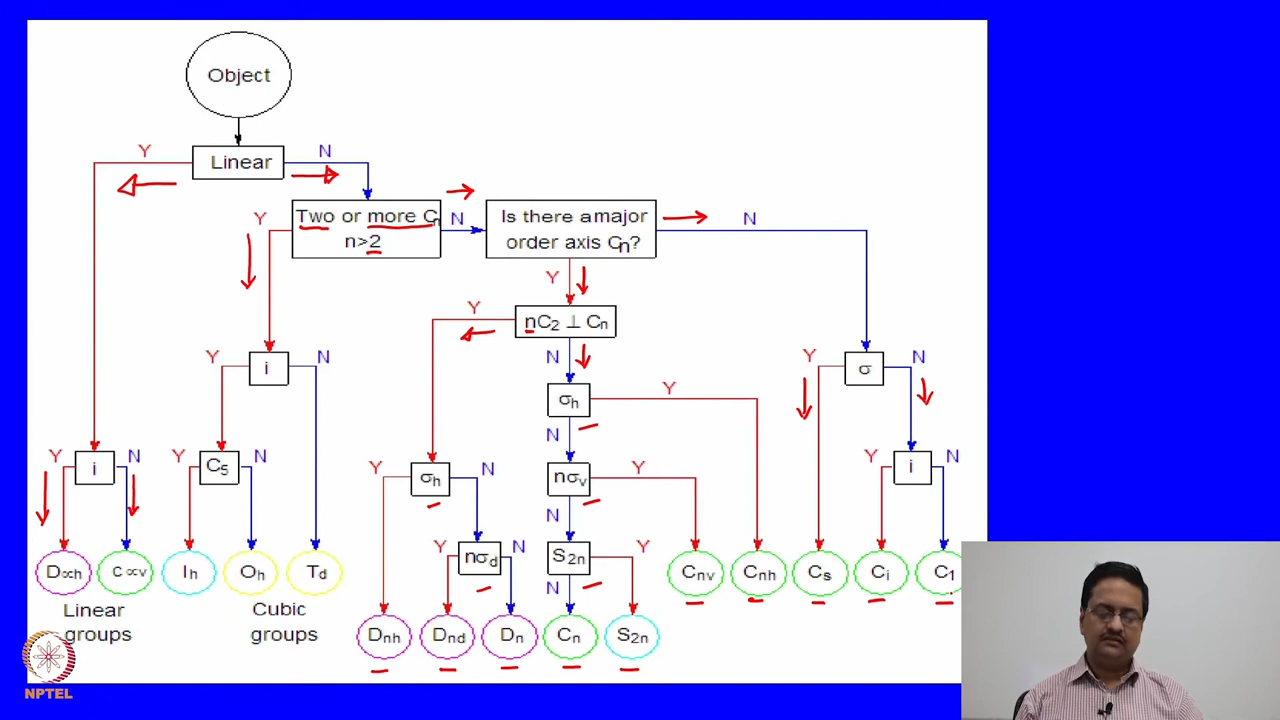 Object
Y
N
Linear
Two or more Cn
n>2
Y
N
Is there a major
order axis Cn?
N
Y
Y
nC2 ⊥ Cn
N
Y
i
N
Y
σ
N
σh
Y
N
Y
i
N
Y
C5
N
Y
σh
N
nσv
Y
Y
i
N
N
Y
nσd
N
S2n
Y
N
D∝h
C∝v
Ih
Oh
Td
Cnv
Cnh
Cs
Ci
C1
Linear
groups
Cubic
groups
Dnh
Dnd
Dn
Cn
S2n
NPTEL